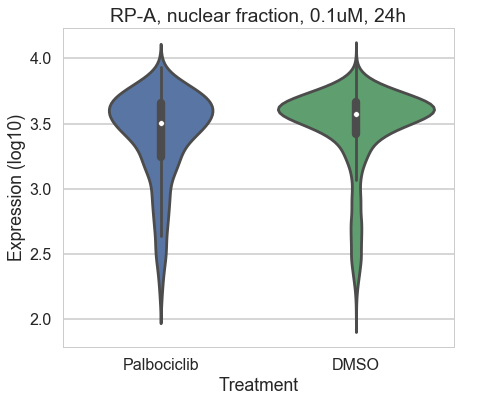 RP-A, nuclear fraction, 0.1uM, 24h
Expression (log10)
4.0
3.5
3.0
2.5
2.0
Palbociclib DMSO
Treatment